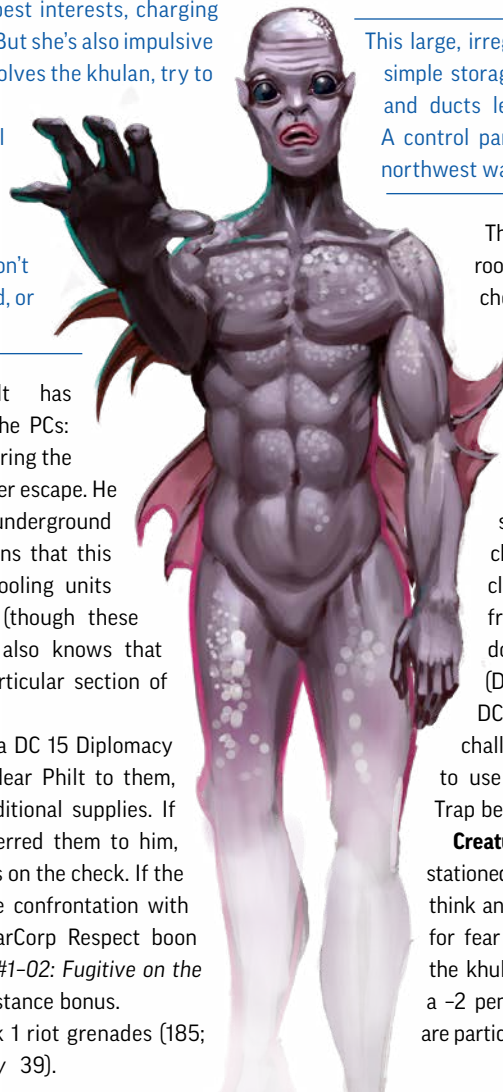 best interests, charging
But she's also impulsive
olves the khulan, try to
on't
d, or
lt has
he PCs:
ring the
er escape. He
underground
ns that this
ooling units
(though these
also knows that
rticular section of
a DC 15 Diplomacy
lear Philt to them,
ditional supplies. If
erred them to him,
s on the check. If the
e confrontation with
arCorp Respect boon
#1–02: Fugitive on the
stance bonus.
k 1 riot grenades (185;
y 39).
This large, irreg
simple storag
and ducts le
A control pan
northwest wa
Th
roo
che
s
cl
cl
fr
do
(D
DC
chall
to use
Trap be
Creatu
stationed
think an
for fear
the khul
a –2 pen
are partic